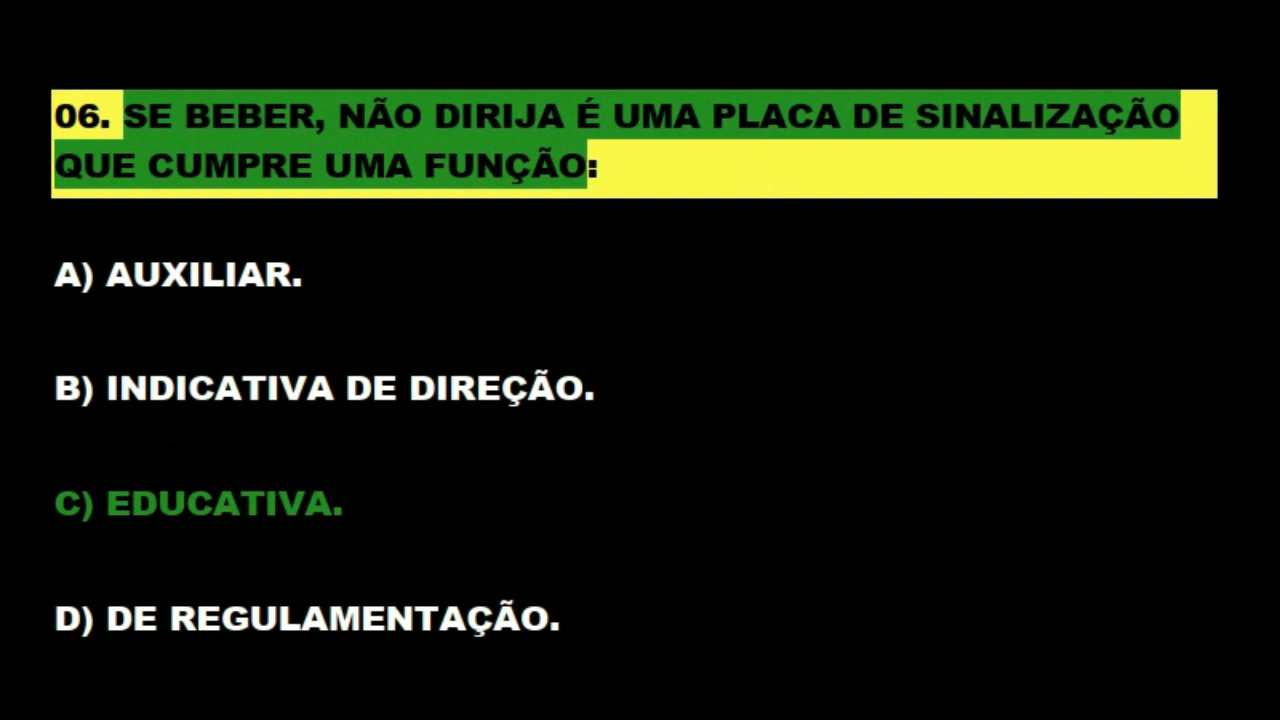 06. SE BEBER, NÃO DIRIJA É UMA PLACA DE SINALIZAÇÃO
QUE CUMPRE UMA FUNÇÃO:
A) AUXILIAR.
B) INDICATIVA DE DIREÇÃO.
C) EDUCATIVA.
D) DE REGULAMENTAÇÃO.